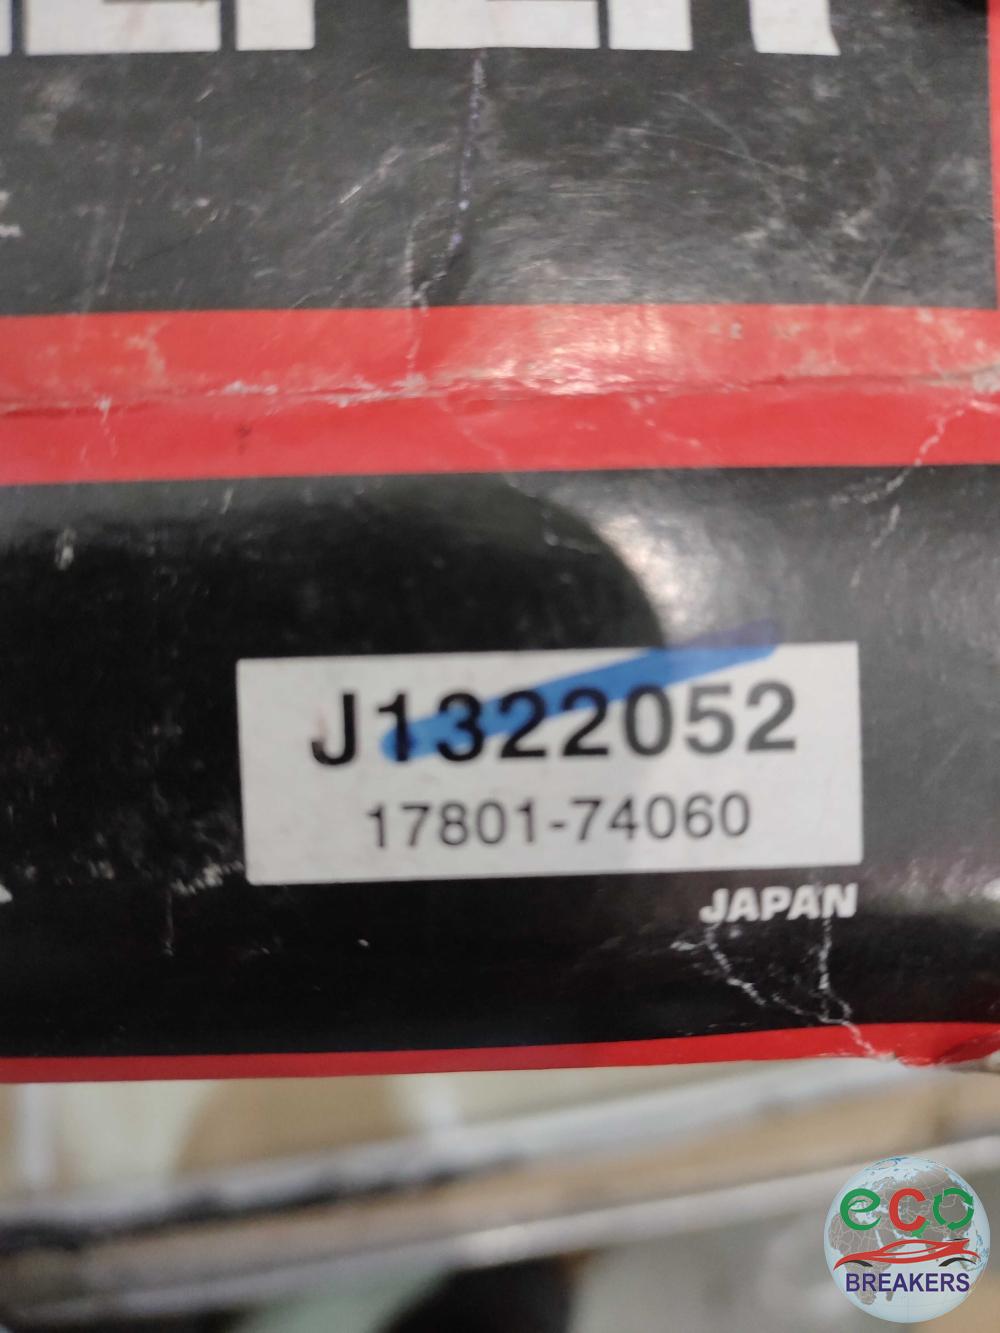 J1322052
17801-74060
JAPAN
eco
BREAKERS